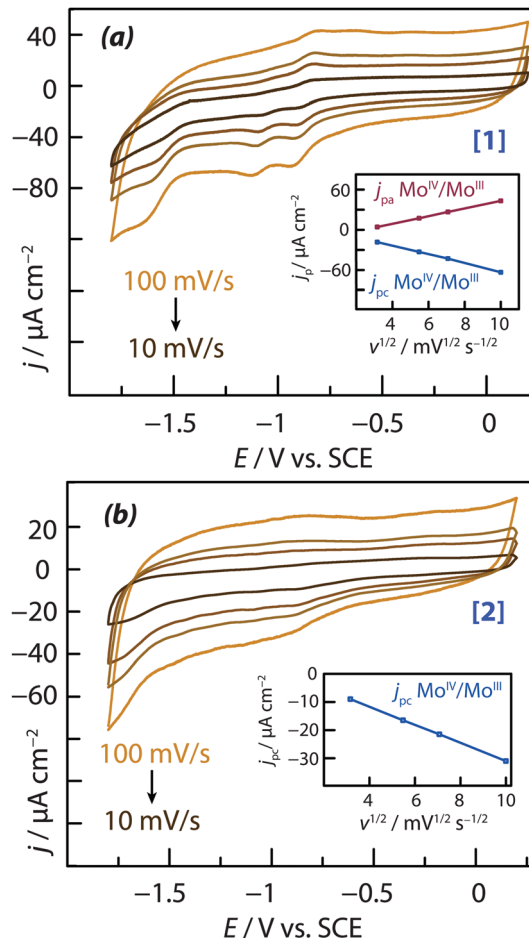 (a)
40
0
−40
−80
[1]
j / μA cm−2
100 mV/s
10 mV/s
60
0
−60
jp/ μA cm−2
jpa MoIV/MoIII
jpc MoIV/MoIII
4 6 8 10
v1/2 / mV1/2 s−1/2
−1.5 −1 −0.5 0
E / V vs. SCE
(b)
20
0
−20
−40
−60
[2]
j / μA cm−2
100 mV/s
10 mV/s
0
−10
−20
−30
jpc/ μA cm−2
jpc MoIV/MoIII
4 6 8 10
v1/2 / mV1/2 s−1/2
−1.5 −1 −0.5 0
E / V vs. SCE